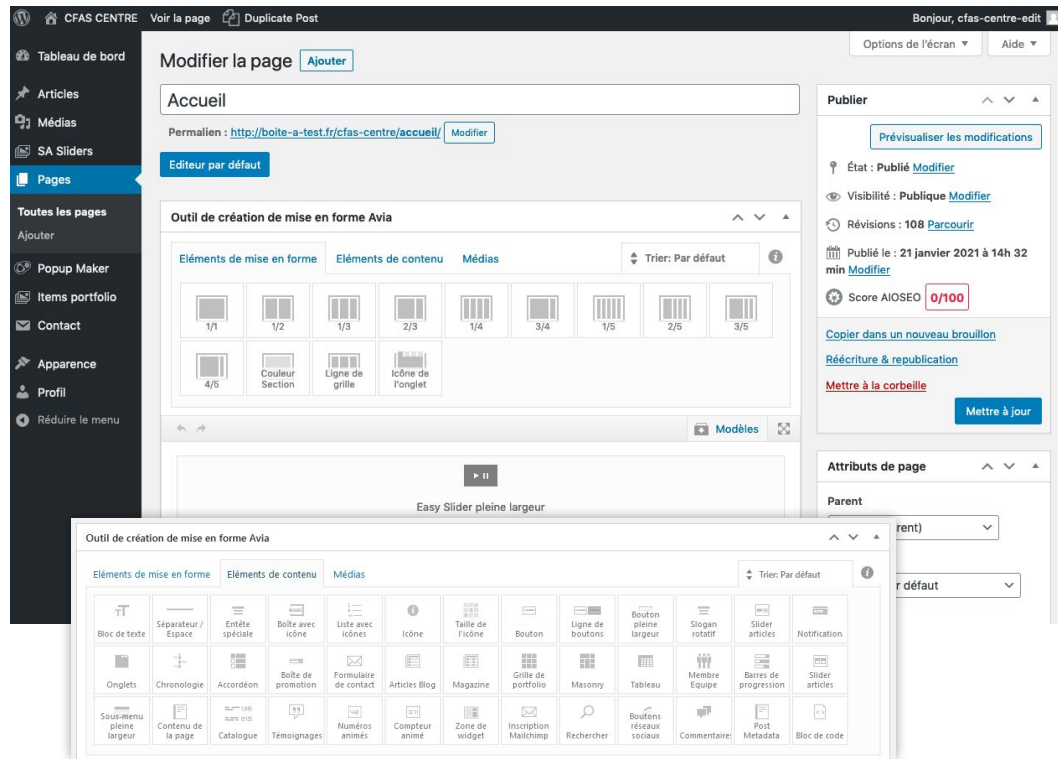 CFAS CENTRE Voir la page Duplicate Post Bonjour, cfas-centre-edit
Tableau de bord
Articles
Médias
SA Sliders
Pages
Toutes les pages
Ajouter
Popup Maker
Items portfolio
Contact
Apparence
Profil
Réduire le menu
Options de l'écran ▼ Aide ▼
Modifier la page Ajouter
Accueil
Permalien : http://boite-a-test.fr/cfas-centre/accueil/ Modifier
Editeur par défaut
Outil de création de mise en forme Avia
Eléments de mise en forme Eléments de contenu Médias Trier: Par défaut
1/1 1/2 1/3 2/3 1/4 3/4 1/5 2/5 3/5
4/5 Couleur Section Ligne de grille Icône de l'onglet
Modèles
Easy Slider pleine largeur
Publier
Prévisualiser les modifications
État : Publié Modifier
Visibilité : Publique Modifier
Révisions : 108 Parcourir
Publié le : 21 janvier 2021 à 14h 32
min Modifier
Score AIOSEO 0/100
Copier dans un nouveau brouillon
Réécriture & republication
Mettre à la corbeille
Mettre à jour
Attributs de page
Parent
rent)
r défaut
Outil de création de mise en forme Avia
Eléments de mise en forme Eléments de contenu Médias Trier: Par défaut
Bloc de texte Séparateur / Espace Entête spéciale Boîte avec icône Liste avec icônes Icône Taille de l'icône Bouton Ligne de boutons Bouton pleine largeur Slogan rotatif Slider articles Notification
Onglets Chronologie Accordéon Boîte de promotion Formulaire de contact Articles Blog Magazine Grille de portfolio Masonry Tableau Membre Equipe Barres de progression Slider articles
Sous-menu pleine largeur Contenu de la page Catalogue Témoignages Numéros animés Compteur animé Zone de widget Inscription Mailchimp Rechercher Boutons réseaux sociaux Commentaires Post Metadata Bloc de code